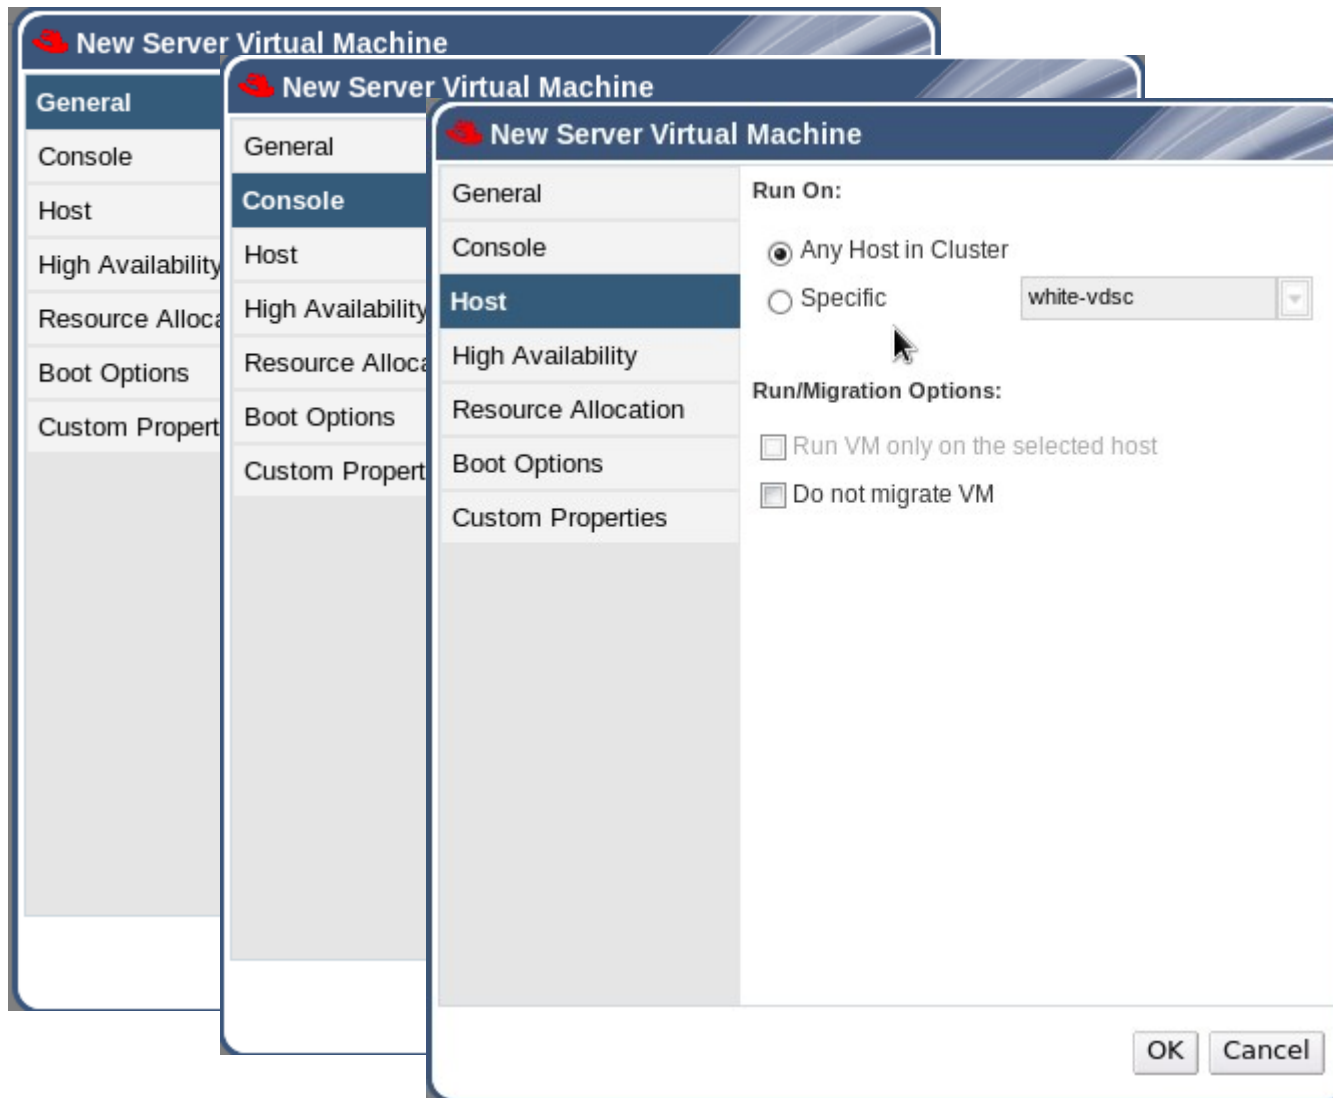 New Server Virtual Machine
General
Console
Host
High Availability
Resource Alloca
Boot Options
Custom Propert
New Server Virtual Machine
General
Console
Host
High Availability
Resource Alloca
Boot Options
Custom Propert
New Server Virtual Machine
General
Console
Host
High Availability
Resource Allocation
Boot Options
Custom Properties
Run On:
Any Host in Cluster
Specific white-vdsc
Run/Migration Options:
Run VM only on the selected host
Do not migrate VM
OK Cancel